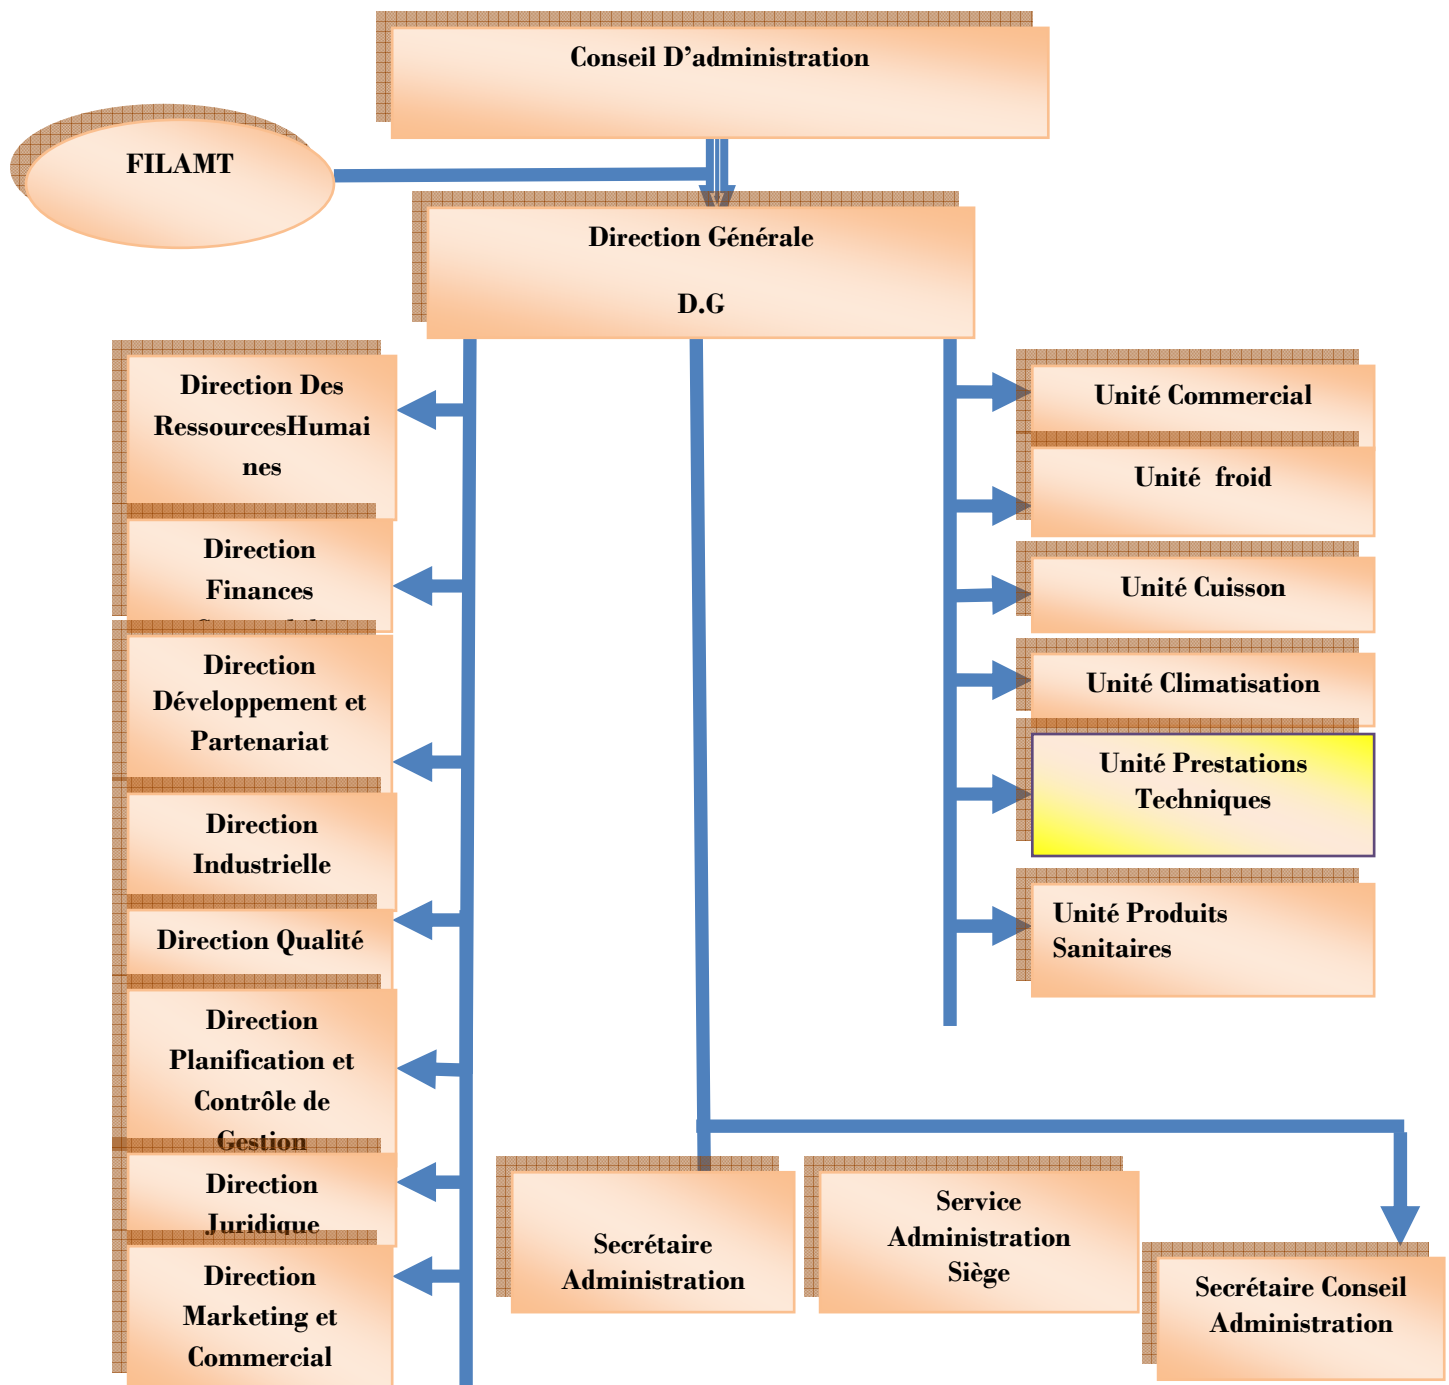 Conseil D’administration
FILAMT
Direction Générale
D.G
Direction Des
RessourcesHumai
nes
Direction
Finances
Direction
Développement et
Partenariat
Direction
Industrielle
Direction Qualité
Direction
Planification et
Contrôle de
Gestion
Direction
Juridique
Direction
Marketing et
Commercial
Unité Commercial
Unité froid
Unité Cuisson
Unité Climatisation
Unité Prestations
Techniques
Unité Produits
Sanitaires
Secrétaire
Administration
Service
Administration
Siège
Secrétaire Conseil
Administration